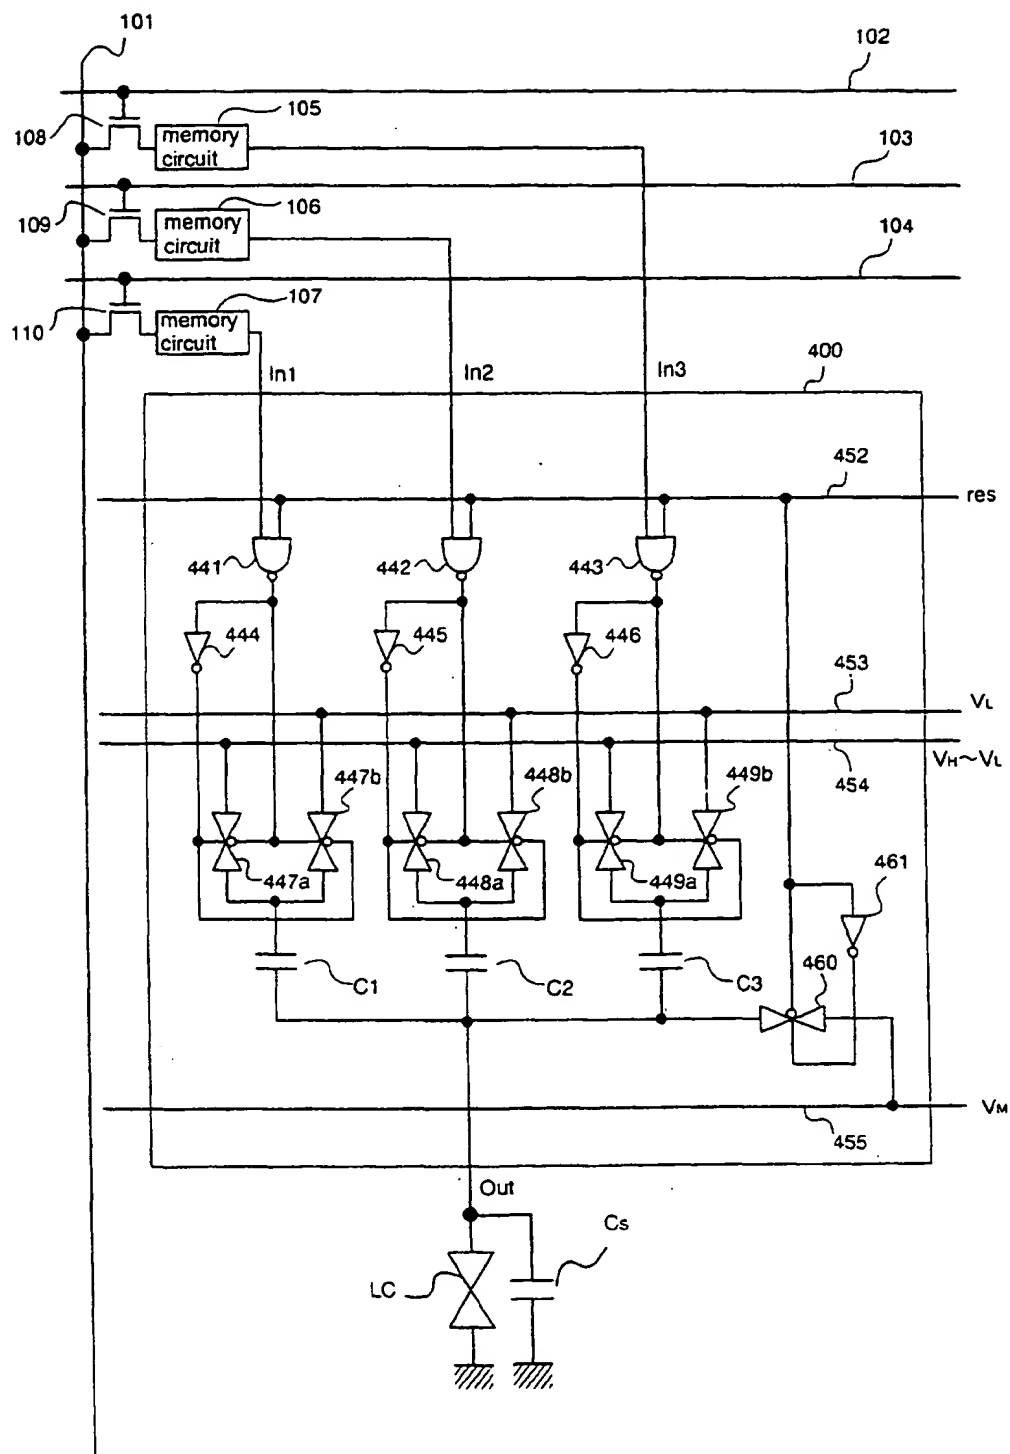 101
102
108
memory
circuit
105
103
109
memory
circuit
106
104
110
memory
circuit
107
In1
In2
In3
400
452
res
441
442
443
444
445
446
453
VL
454
VH~VL
447b
448b
449b
447a
448a
449a
461
460
C1
C2
C3
VM
455
Out
Cs
LC